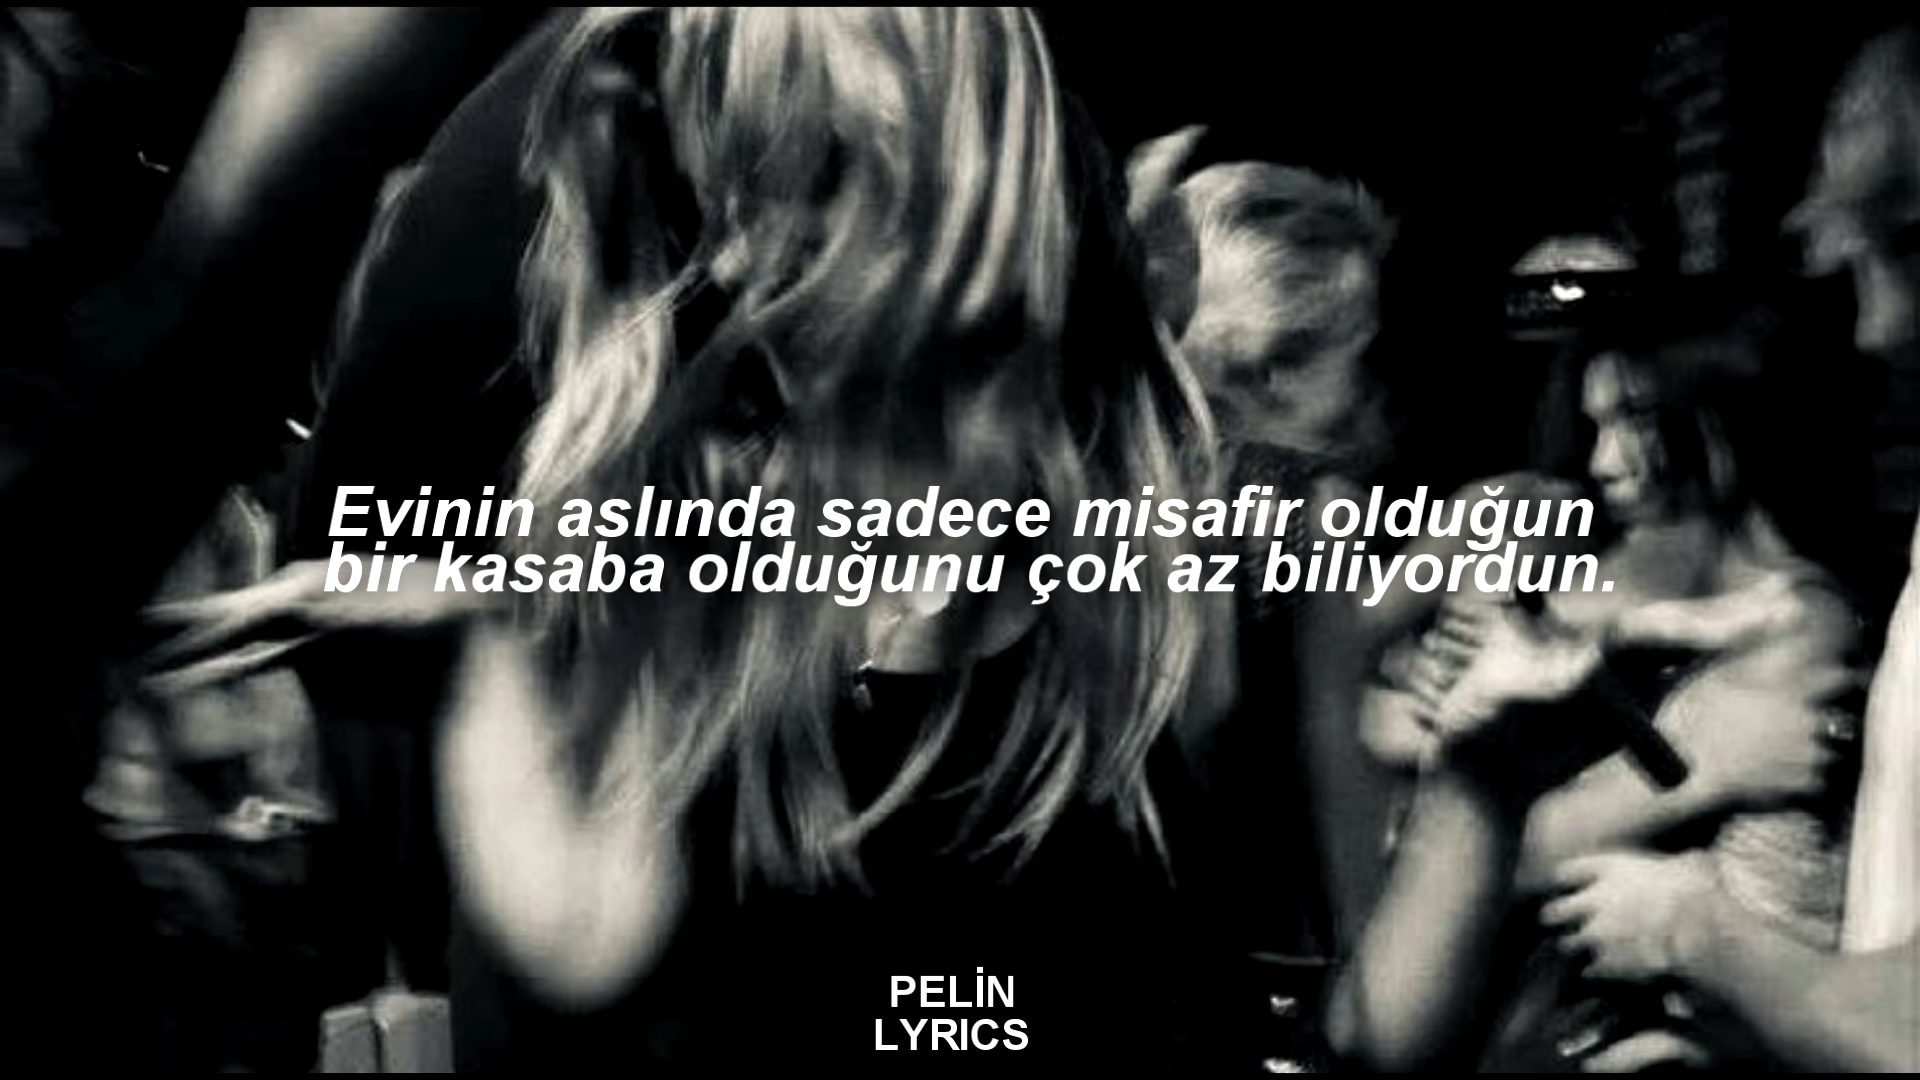 Evinin aslında sadece misafir olduğun
bir kasaba olduğunu çok az biliyordun.
PELİN
LYRICS